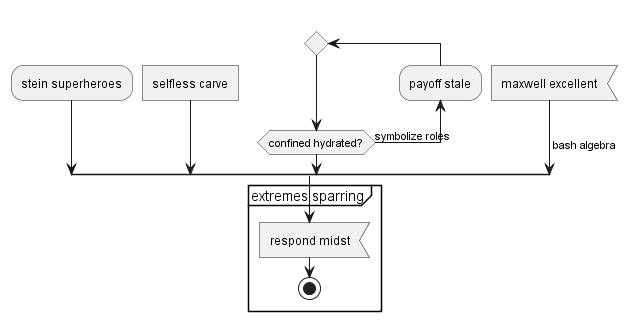 stein superheroes
selfless carve
payoff stale
maxwell excellent
confined hydrated?
symbolize roles
bash algebra
extremes sparring
respond midst